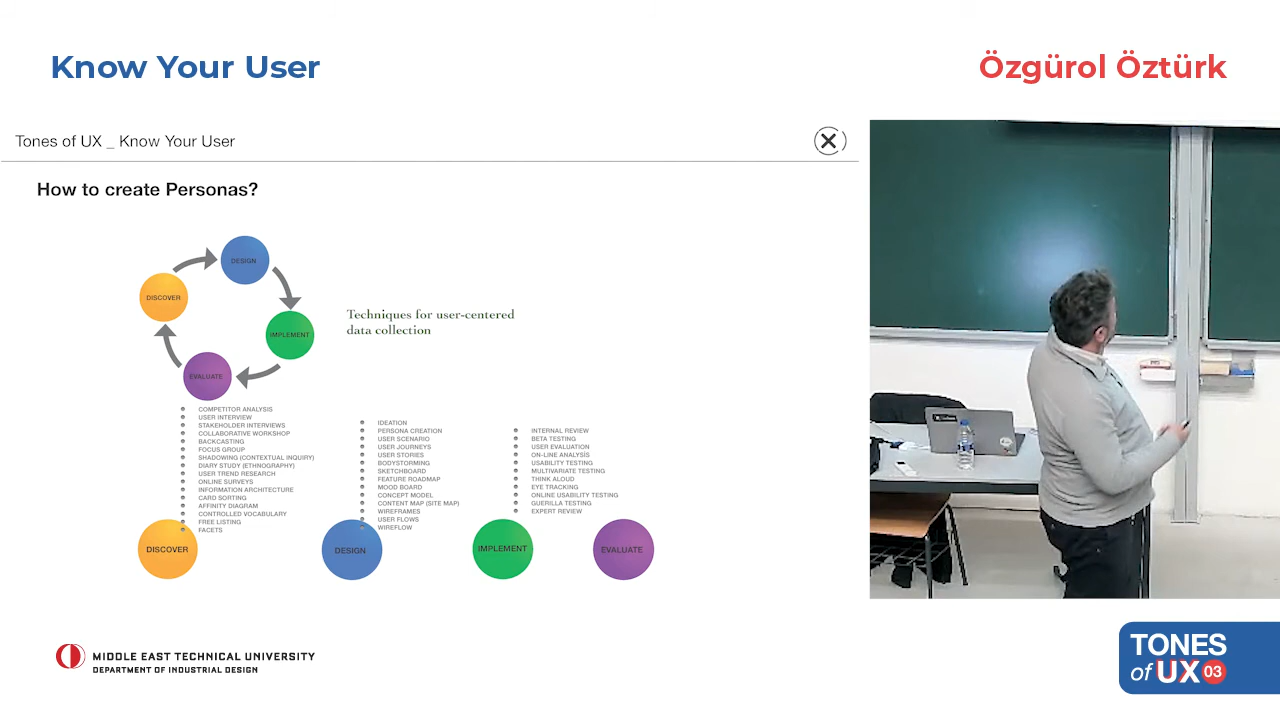 Know Your User
Özgürol Öztürk
Tones of UX _ Know Your User
How to create Personas?
DESIGN
DISCOVER
IMPLEMENT
EVALUATE
Techniques for user-centered
data collection
COMPETITOR ANALYSIS
USER INTERVIEW
STAKEHOLDER INTERVIEWS
COLLABORATIVE WORKSHOP
BACKCASTING
FOCUS GROUP
SHADOWING (CONTEXTUAL INQUIRY)
DIARY STUDY (ETHNOGRAPHY)
USER TREND RESEARCH
ONLINE SURVEYS
INFORMATION ARCHITECTURE
CARD SORTING
AFFINITY DIAGRAM
CONTROLLED VOCABULARY
FREE LISTING
FACETS
IDEATION
PERSONA CREATION
USER SCENARIO
USER JOURNEYS
USER STORIES
BODYSTORMING
SKETCHBOARD
FEATURE ROADMAP
MOOD BOARD
CONCEPT MODEL
CONTENT MAP (SITE MAP)
WIREFRAMES
USER FLOWS
WIREFLOW
INTERNAL REVIEW
BETA TESTING
USER EVALUATION
ON-LINE ANALYSIS
USABILITY TESTING
MULTIVARIATE TESTING
THINK ALOUD
EYE TRACKING
ONLINE USABILITY TESTING
GUERILLA TESTING
EXPERT REVIEW
DISCOVER
DESIGN
IMPLEMENT
EVALUATE
MIDDLE EAST TECHNICAL UNIVERSITY
DEPARTMENT OF INDUSTRIAL DESIGN
TONES
of UX 03